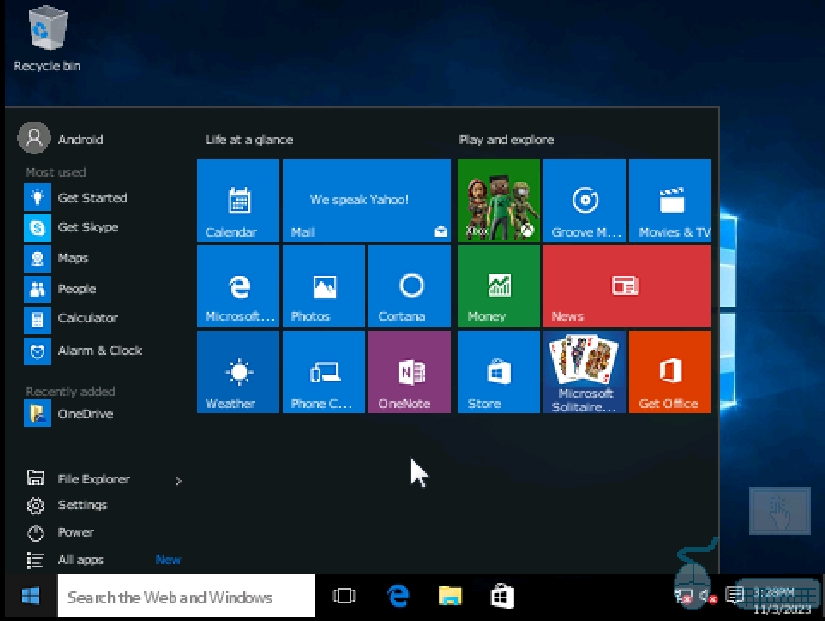 Recycle bin
Android
Most used
Get Started
Get Skype
Maps
People
Calculator
Alarm & Clock
Recently added
OneDrive
File Explorer
Settings
Power
All apps New
Life at a glance
Calendar
We speak Yahoo!
Mail
Microsoft...
Photos
Cortana
Weather
Phone C...
OneNote
Play and explore
Xbox
Groove M...
Movies & TV
Money
News
Store
Microsoft
Solitaire...
Get Office
Search the Web and Windows
3:28PM
11/3/2023